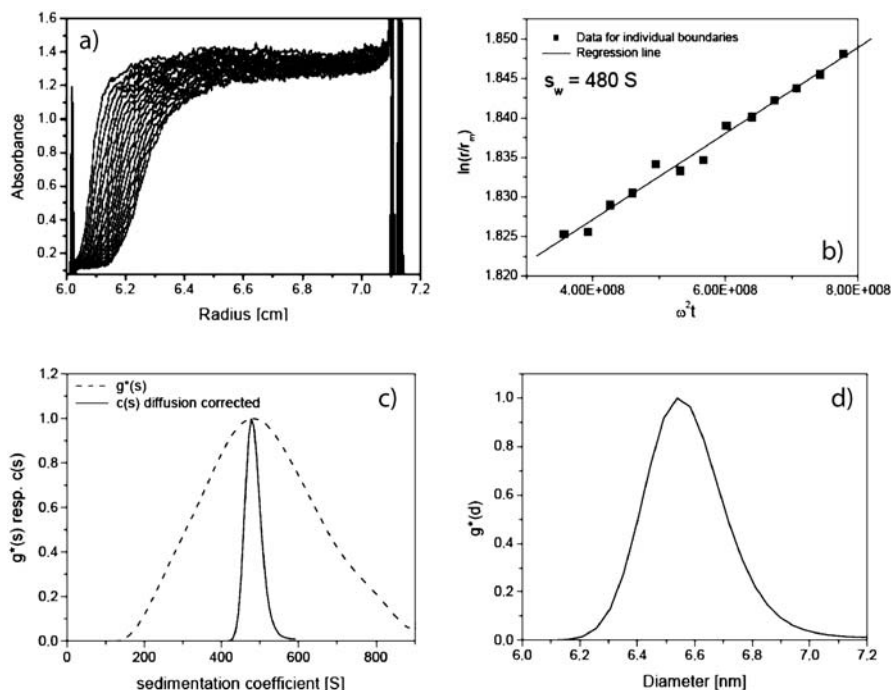 a)
1.6
1.4
1.2
1.0
0.8
0.6
0.4
0.2
Absorbance
6.0 6.2 6.4 6.6 6.8 7.0 7.2
Radius [cm]
b)
Data for individual boundaries
Regression line
s_w = 480 S
1.850
1.845
1.840
1.835
1.830
1.825
1.820
ln(r/r_m)
4.00E+008 6.00E+008 8.00E+008
ω²t
c)
g*(s)
c(s) diffusion corrected
1.2
1.0
0.8
0.6
0.4
0.2
0.0
g*(s) resp. c(s)
0 200 400 600 800
sedimentation coefficient [S]
d)
1.0
0.8
0.6
0.4
0.2
0.0
g*(d)
6.0 6.2 6.4 6.6 6.8 7.0 7.2
Diameter [nm]